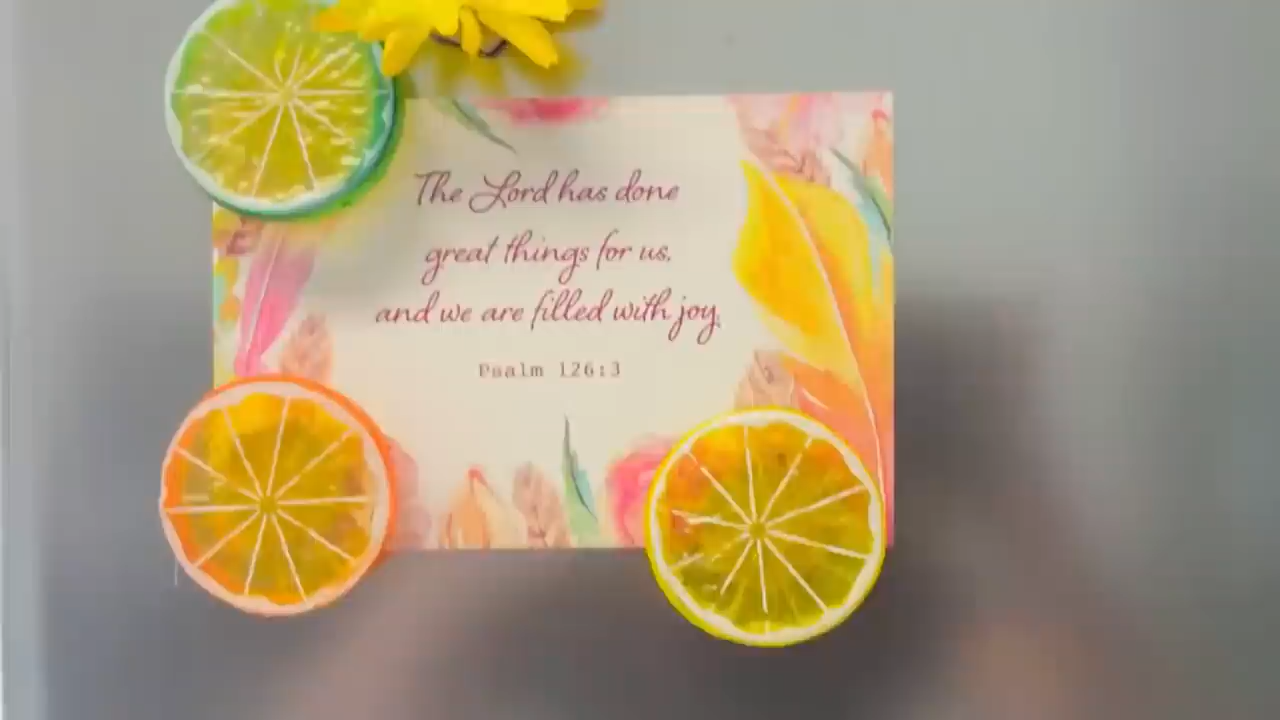 The Lord has done
great things for us,
and we are filled with joy.
Psalm 126:3